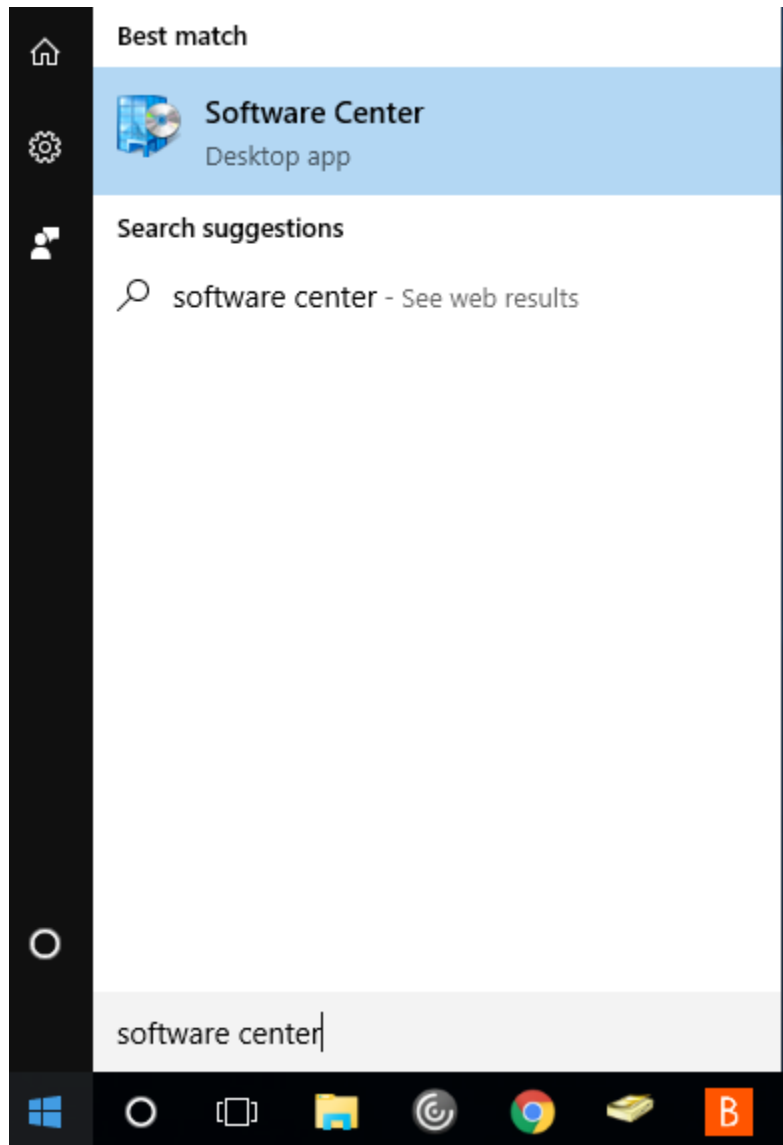 Best match
Software Center
Desktop app
Search suggestions
software center - See web results
software center
B